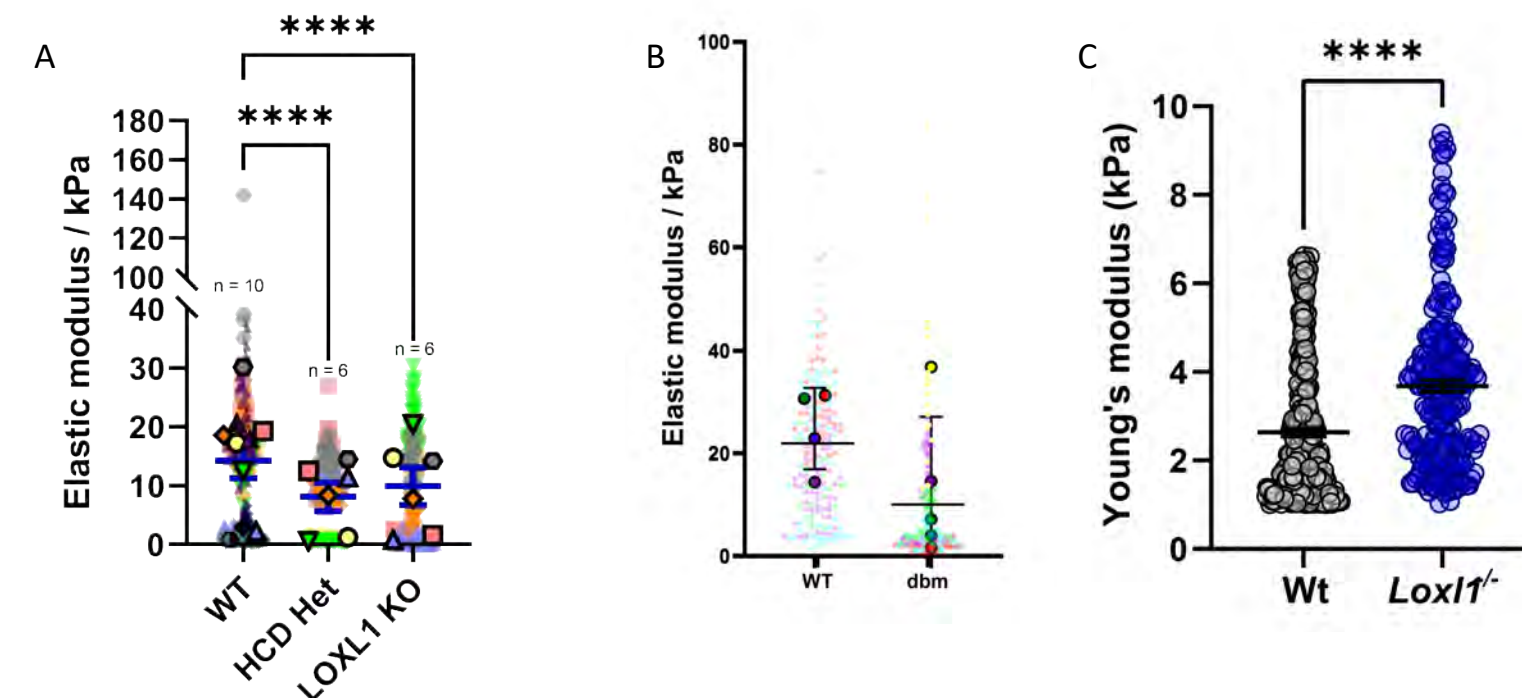 A
****
****
Elastic modulus / kPa
180
160
140
120
100
40
30
20
10
0
n = 10
n = 6
n = 6
WT
HCD Het
LOXL1 KO
B
Elastic modulus / kPa
100
80
60
40
20
0
WT
dbm
C
****
Young's modulus (kPa)
10
8
6
4
2
0
Wt
Loxl1/-